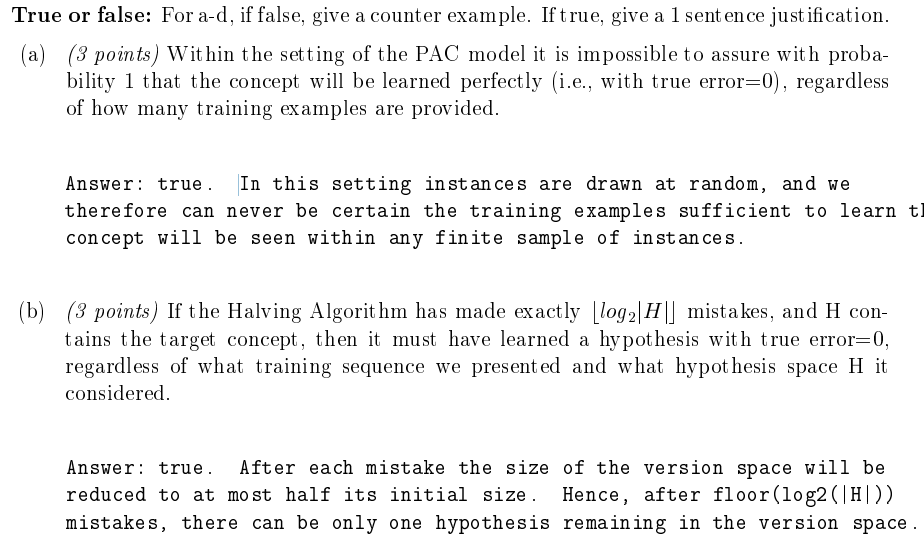 True or false: For a-d, if false, give a counter example. If true, give a 1 sentence justification.
(a) (3 points) Within the setting of the PAC model it is impossible to assure with proba-
bility 1 that the concept will be learned perfectly (i.e., with true error=0), regardless
of how many training examples are provided.
Answer: true. In this setting instances are drawn at random, and we
therefore can never be certain the training examples sufficient to learn
concept will be seen within any finite sample of instances.
(b) (3 points) If the Halving Algorithm has made exactly ⌊log₂|H|⌋ mistakes, and H con-
tains the target concept, then it must have learned a hypothesis with true error=0,
regardless of what training sequence we presented and what hypothesis space H it
considered.
Answer: true. After each mistake the size of the version space will be
reduced to at most half its initial size. Hence, after floor(log2(|H|))
mistakes, there can be only one hypothesis remaining in the version space.